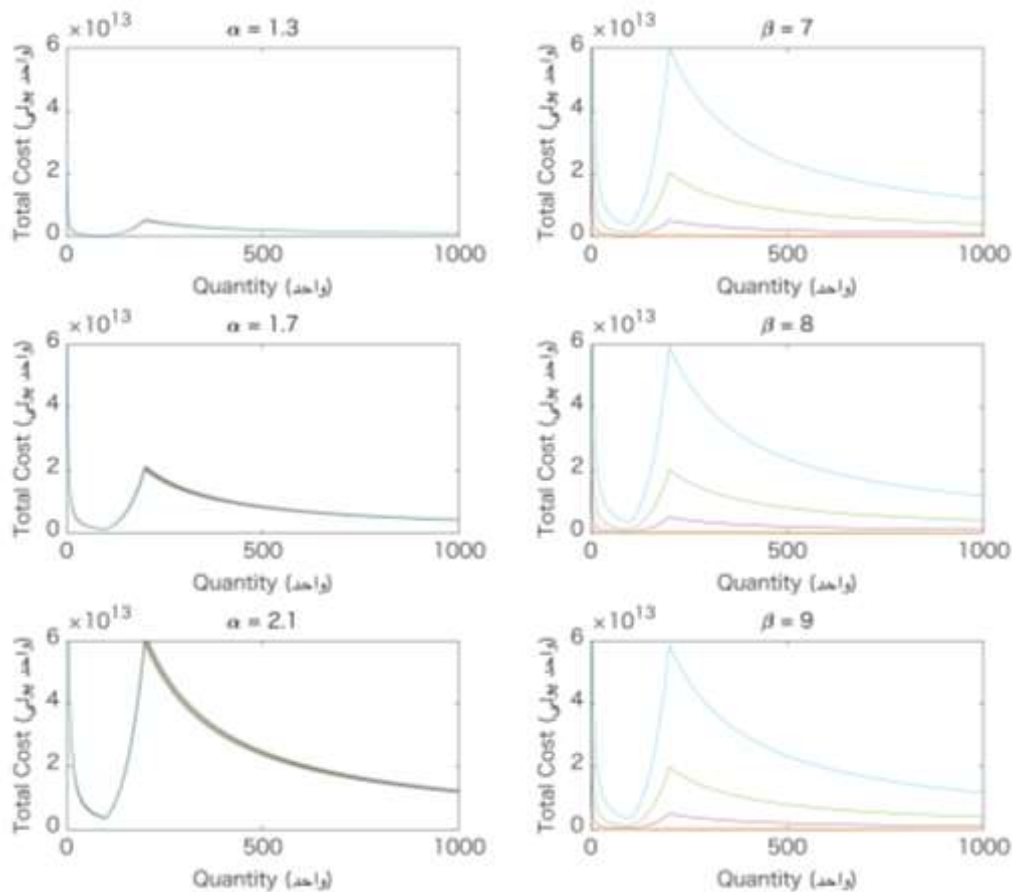 ×10^13 α = 1.3
Total Cost (واحد پولی)
6
4
2
0
0 500 1000
Quantity (واحد)
×10^13 β = 7
Total Cost (واحد پولی)
6
4
2
0
0 500 1000
Quantity (واحد)
×10^13 α = 1.7
Total Cost (واحد پولی)
6
4
2
0
0 500 1000
Quantity (واحد)
×10^13 β = 8
Total Cost (واحد پولی)
6
4
2
0
0 500 1000
Quantity (واحد)
×10^13 α = 2.1
Total Cost (واحد پولی)
6
4
2
0
0 500 1000
Quantity (واحد)
×10^13 β = 9
Total Cost (واحد پولی)
6
4
2
0
0 500 1000
Quantity (واحد)